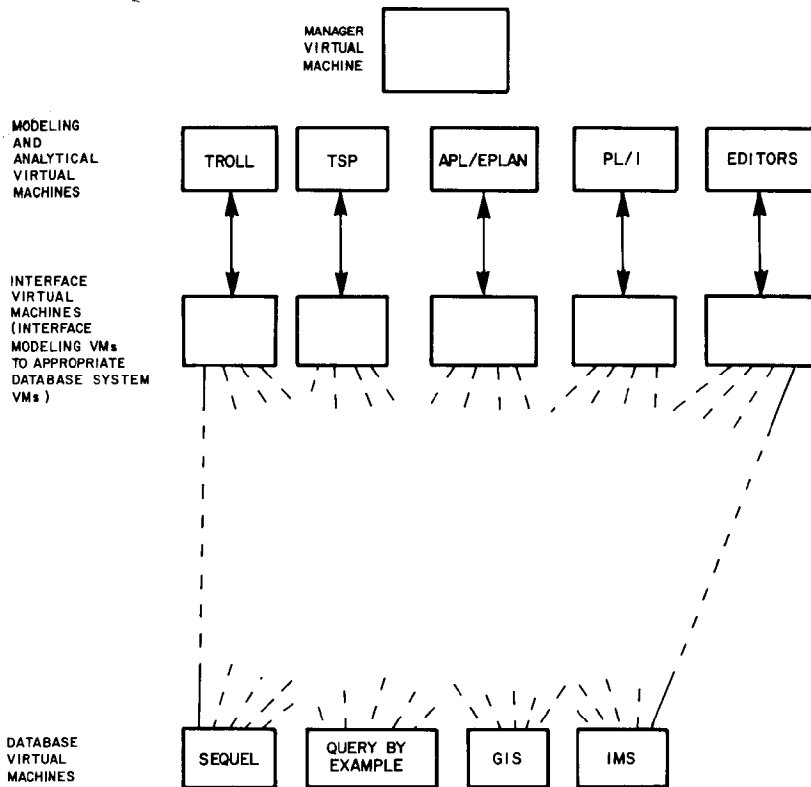 MANAGER
VIRTUAL
MACHINE
MODELING
AND
ANALYTICAL
VIRTUAL
MACHINES
TROLL
TSP
APL/EPLAN
PL/I
EDITORS
INTERFACE
VIRTUAL
MACHINES
(INTERFACE
MODELING VMs
TO APPROPRIATE
DATABASE SYSTEM
VMs)
DATABASE
VIRTUAL
MACHINES
SEQUEL
QUERY BY
EXAMPLE
GIS
IMS